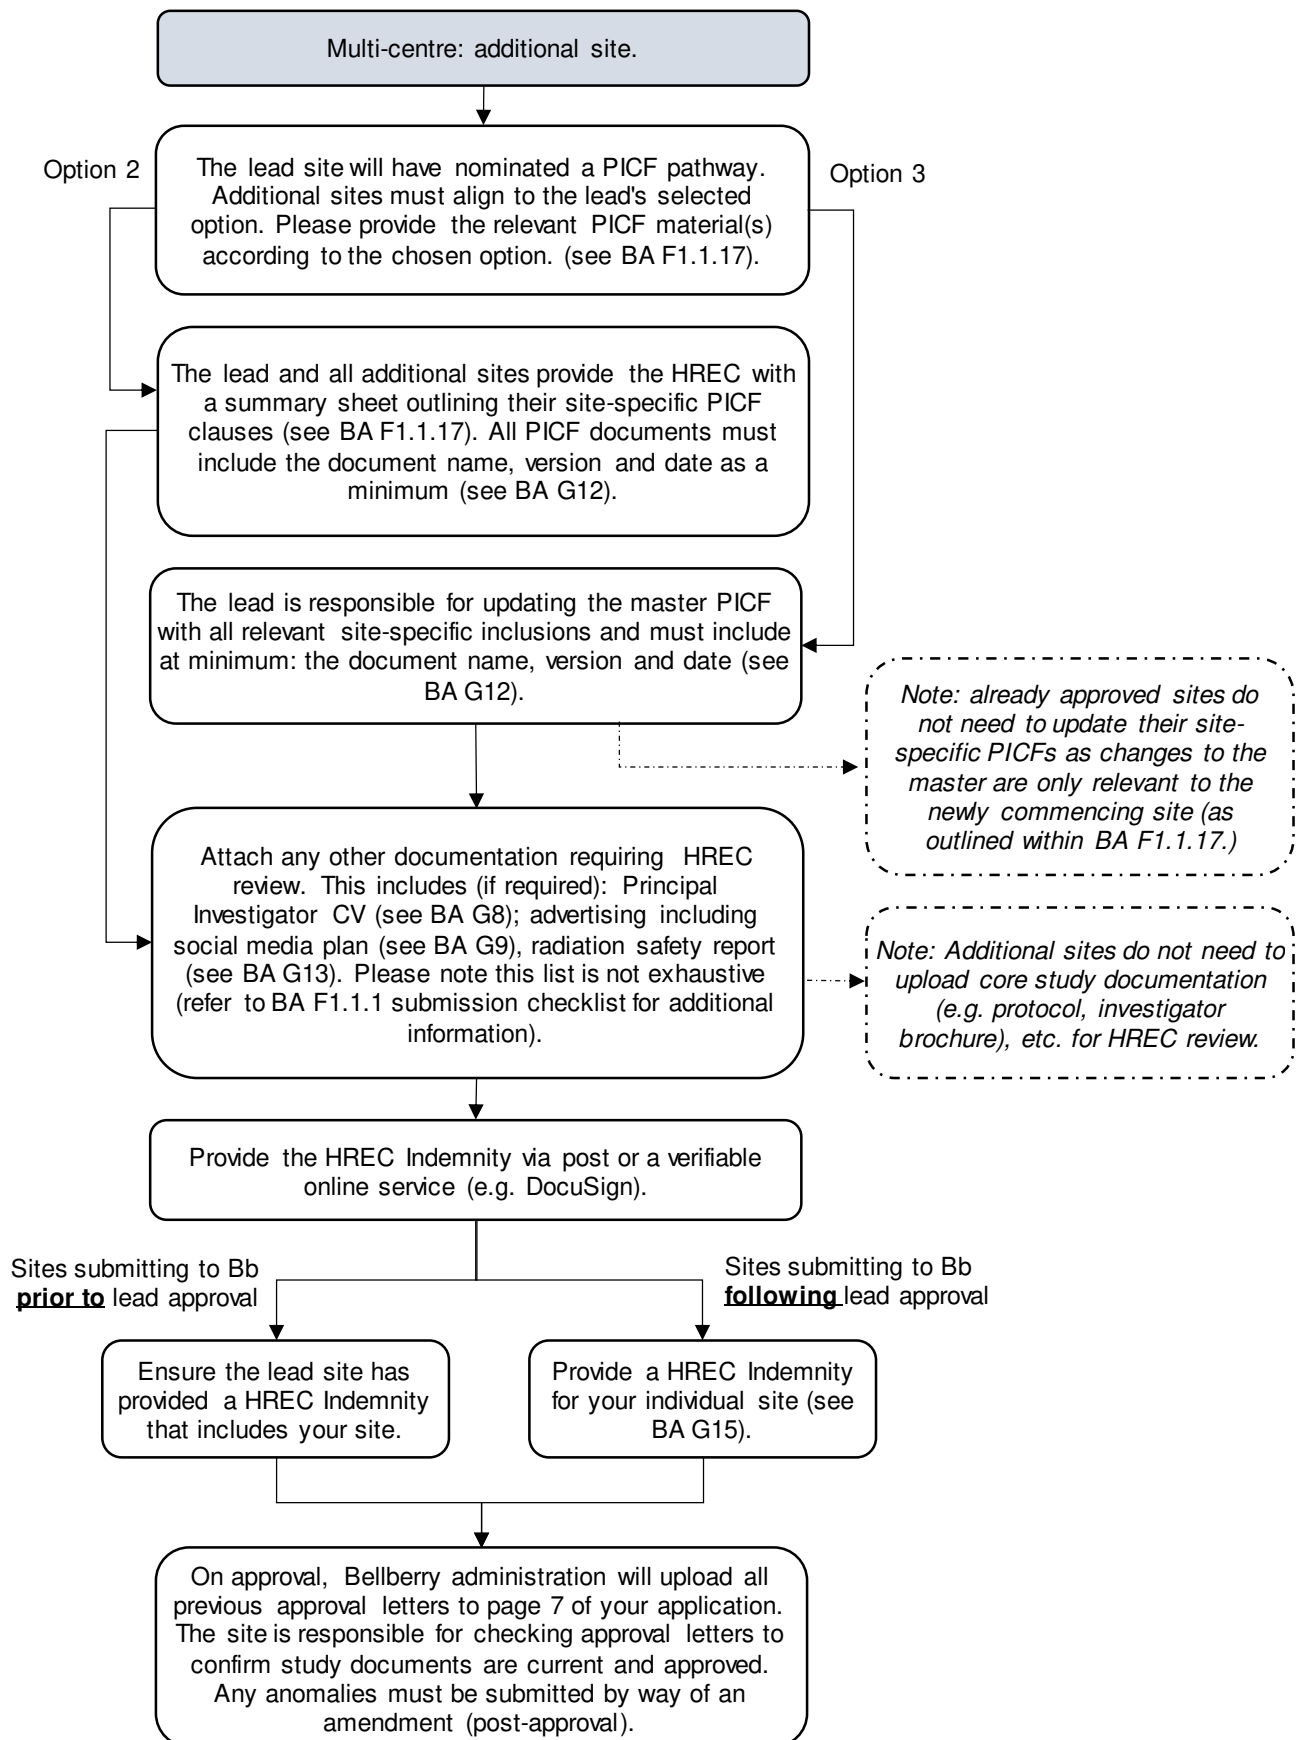 Multi-centre: additional site.
Option 2
The lead site will have nominated a PICF pathway.
Additional sites must align to the lead's selected
option. Please provide the relevant PICF material(s)
according to the chosen option. (see BA F1.1.17).
Option 3
The lead and all additional sites provide the HREC with
a summary sheet outlining their site-specific PICF
clauses (see BA F1.1.17). All PICF documents must
include the document name, version and date as a
minimum (see BA G12).
The lead is responsible for updating the master PICF
with all relevant site-specific inclusions and must include
at minimum: the document name, version and date (see
BA G12).
Note: already approved sites do
not need to update their site-
specific PICFs as changes to the
master are only relevant to the
newly commencing site (as
outlined within BA F1.1.17.)
Attach any other documentation requiring HREC
review. This includes (if required): Principal
Investigator CV (see BA G8); advertising including
social media plan (see BA G9), radiation safety report
(see BA G13). Please note this list is not exhaustive
(refer to BA F1.1.1 submission checklist for additional
information).
Note: Additional sites do not need to
upload core study documentation
(e.g. protocol, investigator
brochure), etc. for HREC review.
Provide the HREC Indemnity via post or a verifiable
online service (e.g. DocuSign).
Sites submitting to Bb
prior to lead approval
Sites submitting to Bb
following lead approval
Ensure the lead site has
provided a HREC Indemnity
that includes your site.
Provide a HREC Indemnity
for your individual site (see
BA G15).
On approval, Bellberry administration will upload all
previous approval letters to page 7 of your application.
The site is responsible for checking approval letters to
confirm study documents are current and approved.
Any anomalies must be submitted by way of an
amendment (post-approval).